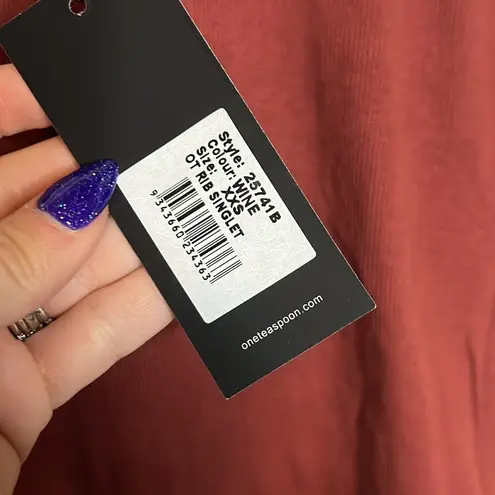 Style: 25741B
Colour: WINE
Size: XXS
OT RIB SINGLET
9 343660 234363
oneteaspoon.com